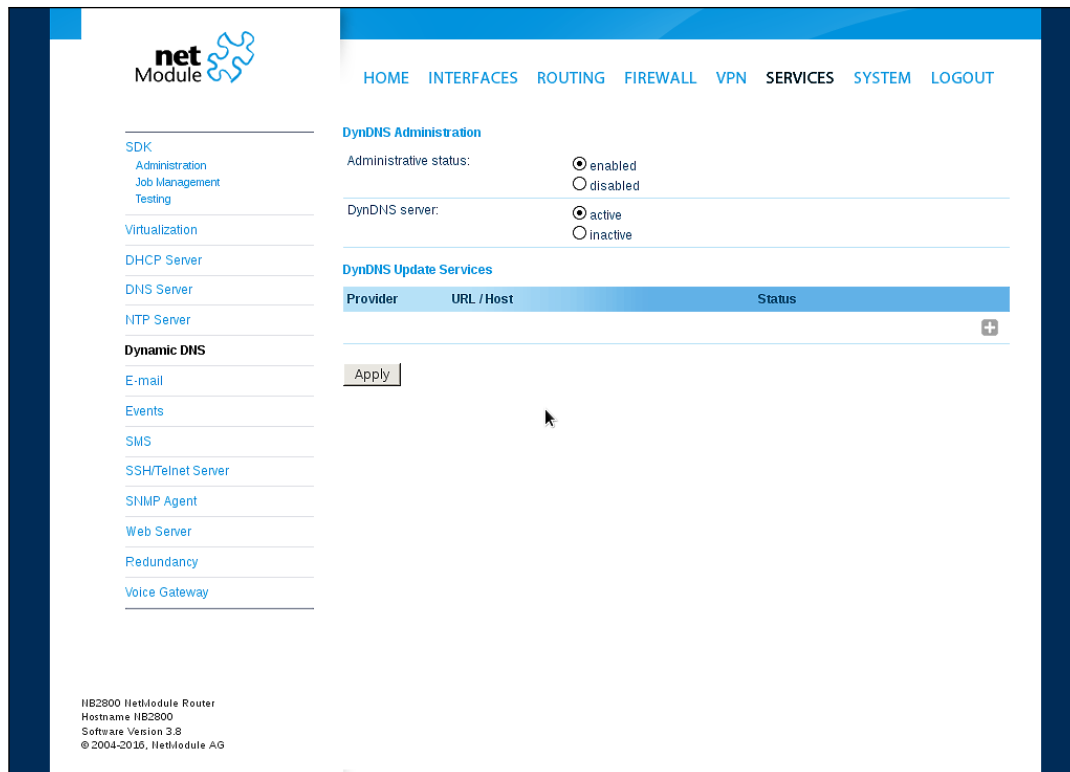 net
Module
HOME INTERFACES ROUTING FIREWALL VPN SERVICES SYSTEM LOGOUT
SDK
Administration
Job Management
Testing
Virtualization
DHCP Server
DNS Server
NTP Server
Dynamic DNS
E-mail
Events
SMS
SSH/Telnet Server
SNMP Agent
Web Server
Redundancy
Voice Gateway
DynDNS Administration
Administrative status:
enabled
disabled
DynDNS server:
active
inactive
DynDNS Update Services
Provider URL / Host Status
Apply
NB2800 NetModule Router
Hostname NB2800
Software Version 3.8
© 2004-2016, NetModule AG